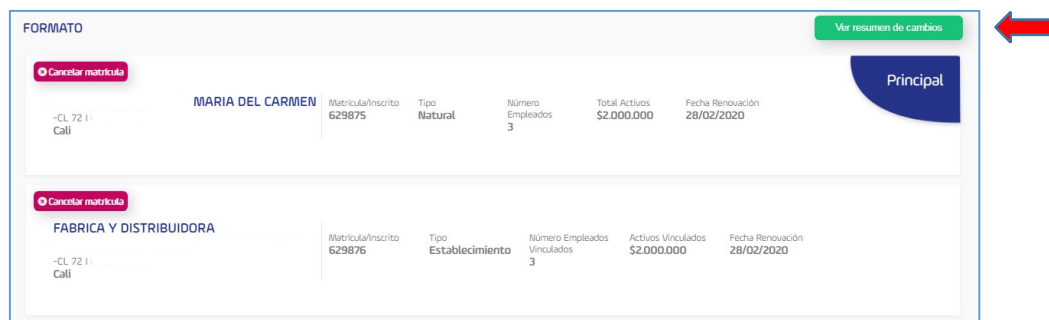 FORMATO
Ver resumen de cambios
Cancelar matrícula
Principal
MARIA DEL CARMEN
-CL 72 I
Cali
Matrícula/Inscrito
629875
Tipo
Natural
Número
Empleados
3
Total Activos
$2.000.000
Fecha Renovación
28/02/2020
Cancelar matrícula
FABRICA Y DISTRIBUIDORA
-CL 72 I
Cali
Matrícula/Inscrito
629876
Tipo
Establecimiento
Número Empleados
Vinculados
3
Activos Vinculados
$2.000.000
Fecha Renovación
28/02/2020